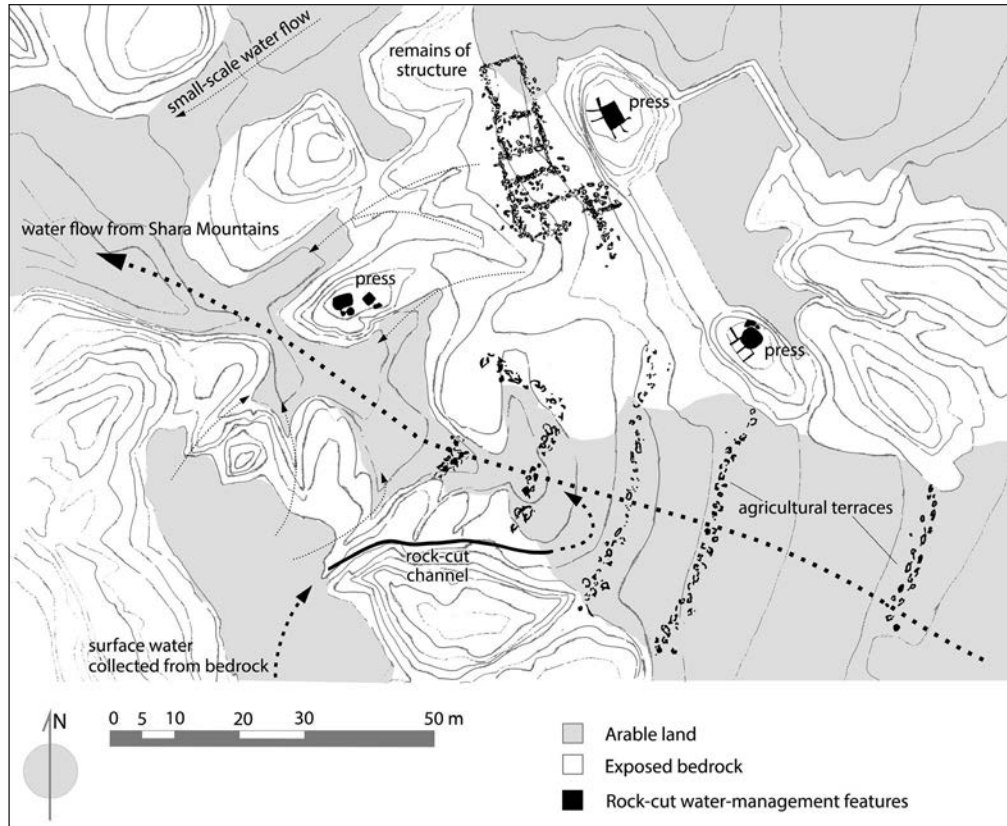 small-scale water flow
remains of
structure
press
water flow from Shara Mountains
press
press
agricultural terraces
rock-cut
channel
surface water
collected from bedrock
N
0 5 10 20 30 50 m
Arable land
Exposed bedrock
Rock-cut water-management features